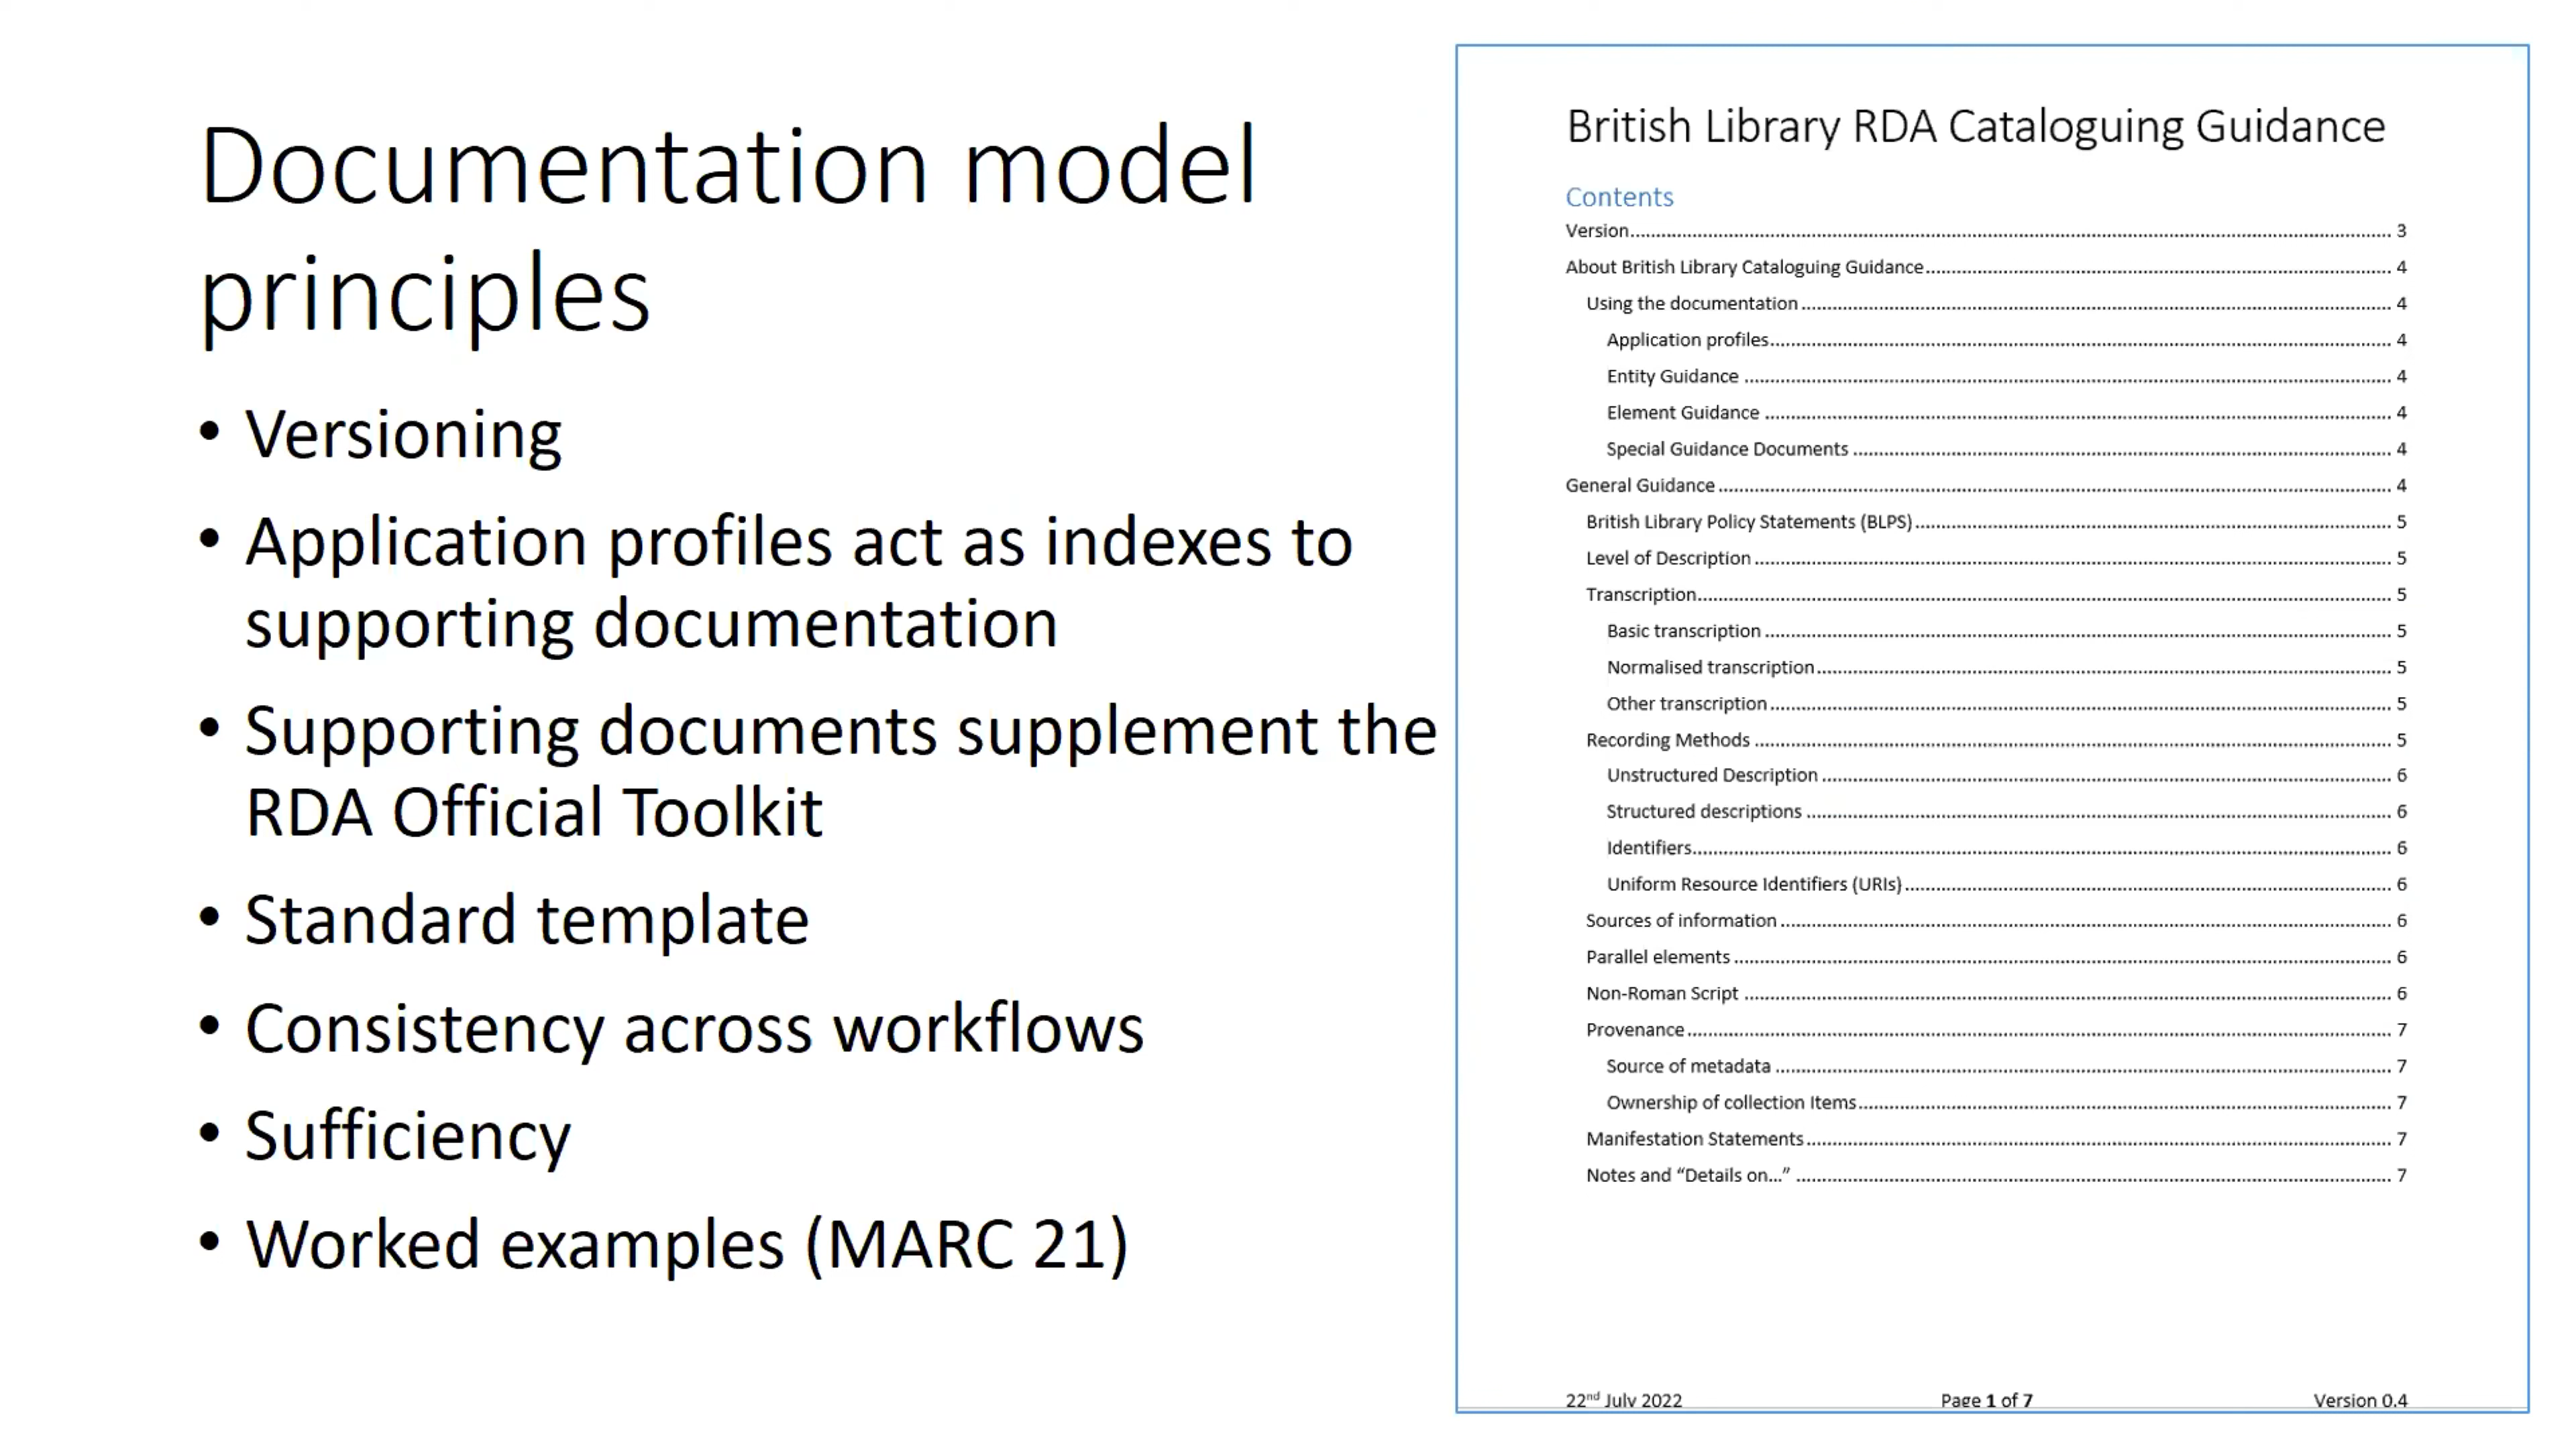 Documentation model
principles
• Versioning
• Application profiles act as indexes to
supporting documentation
• Supporting documents supplement the
RDA Official Toolkit
• Standard template
• Consistency across workflows
• Sufficiency
• Worked examples (MARC 21)
British Library RDA Cataloguing Guidance
Contents
Version 3
About British Library Cataloguing Guidance 4
Using the documentation 4
Application profiles 4
Entity Guidance 4
Element Guidance 4
Special Guidance Documents 4
General Guidance 4
British Library Policy Statements (BLPS) 5
Level of Description 5
Transcription 5
Basic transcription 5
Normalised transcription 5
Other transcription 5
Recording Methods 5
Unstructured Description 6
Structured descriptions 6
Identifiers 6
Uniform Resource Identifiers (URIs) 6
Sources of information 6
Parallel elements 6
Non-Roman Script 6
Provenance 7
Source of metadata 7
Ownership of collection Items 7
Manifestation Statements 7
Notes and “Details on…” 7
22nd July 2022 Page 1 of 7 Version 0.4